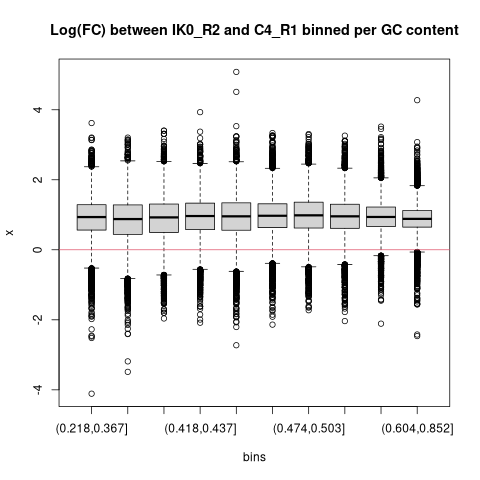 Log(FC) between IK0_R2 and C4_R1 binned per GC content
4
2
0
-2
-4
x
(0.218,0.367] (0.418,0.437] (0.474,0.503] (0.604,0.852]
bins